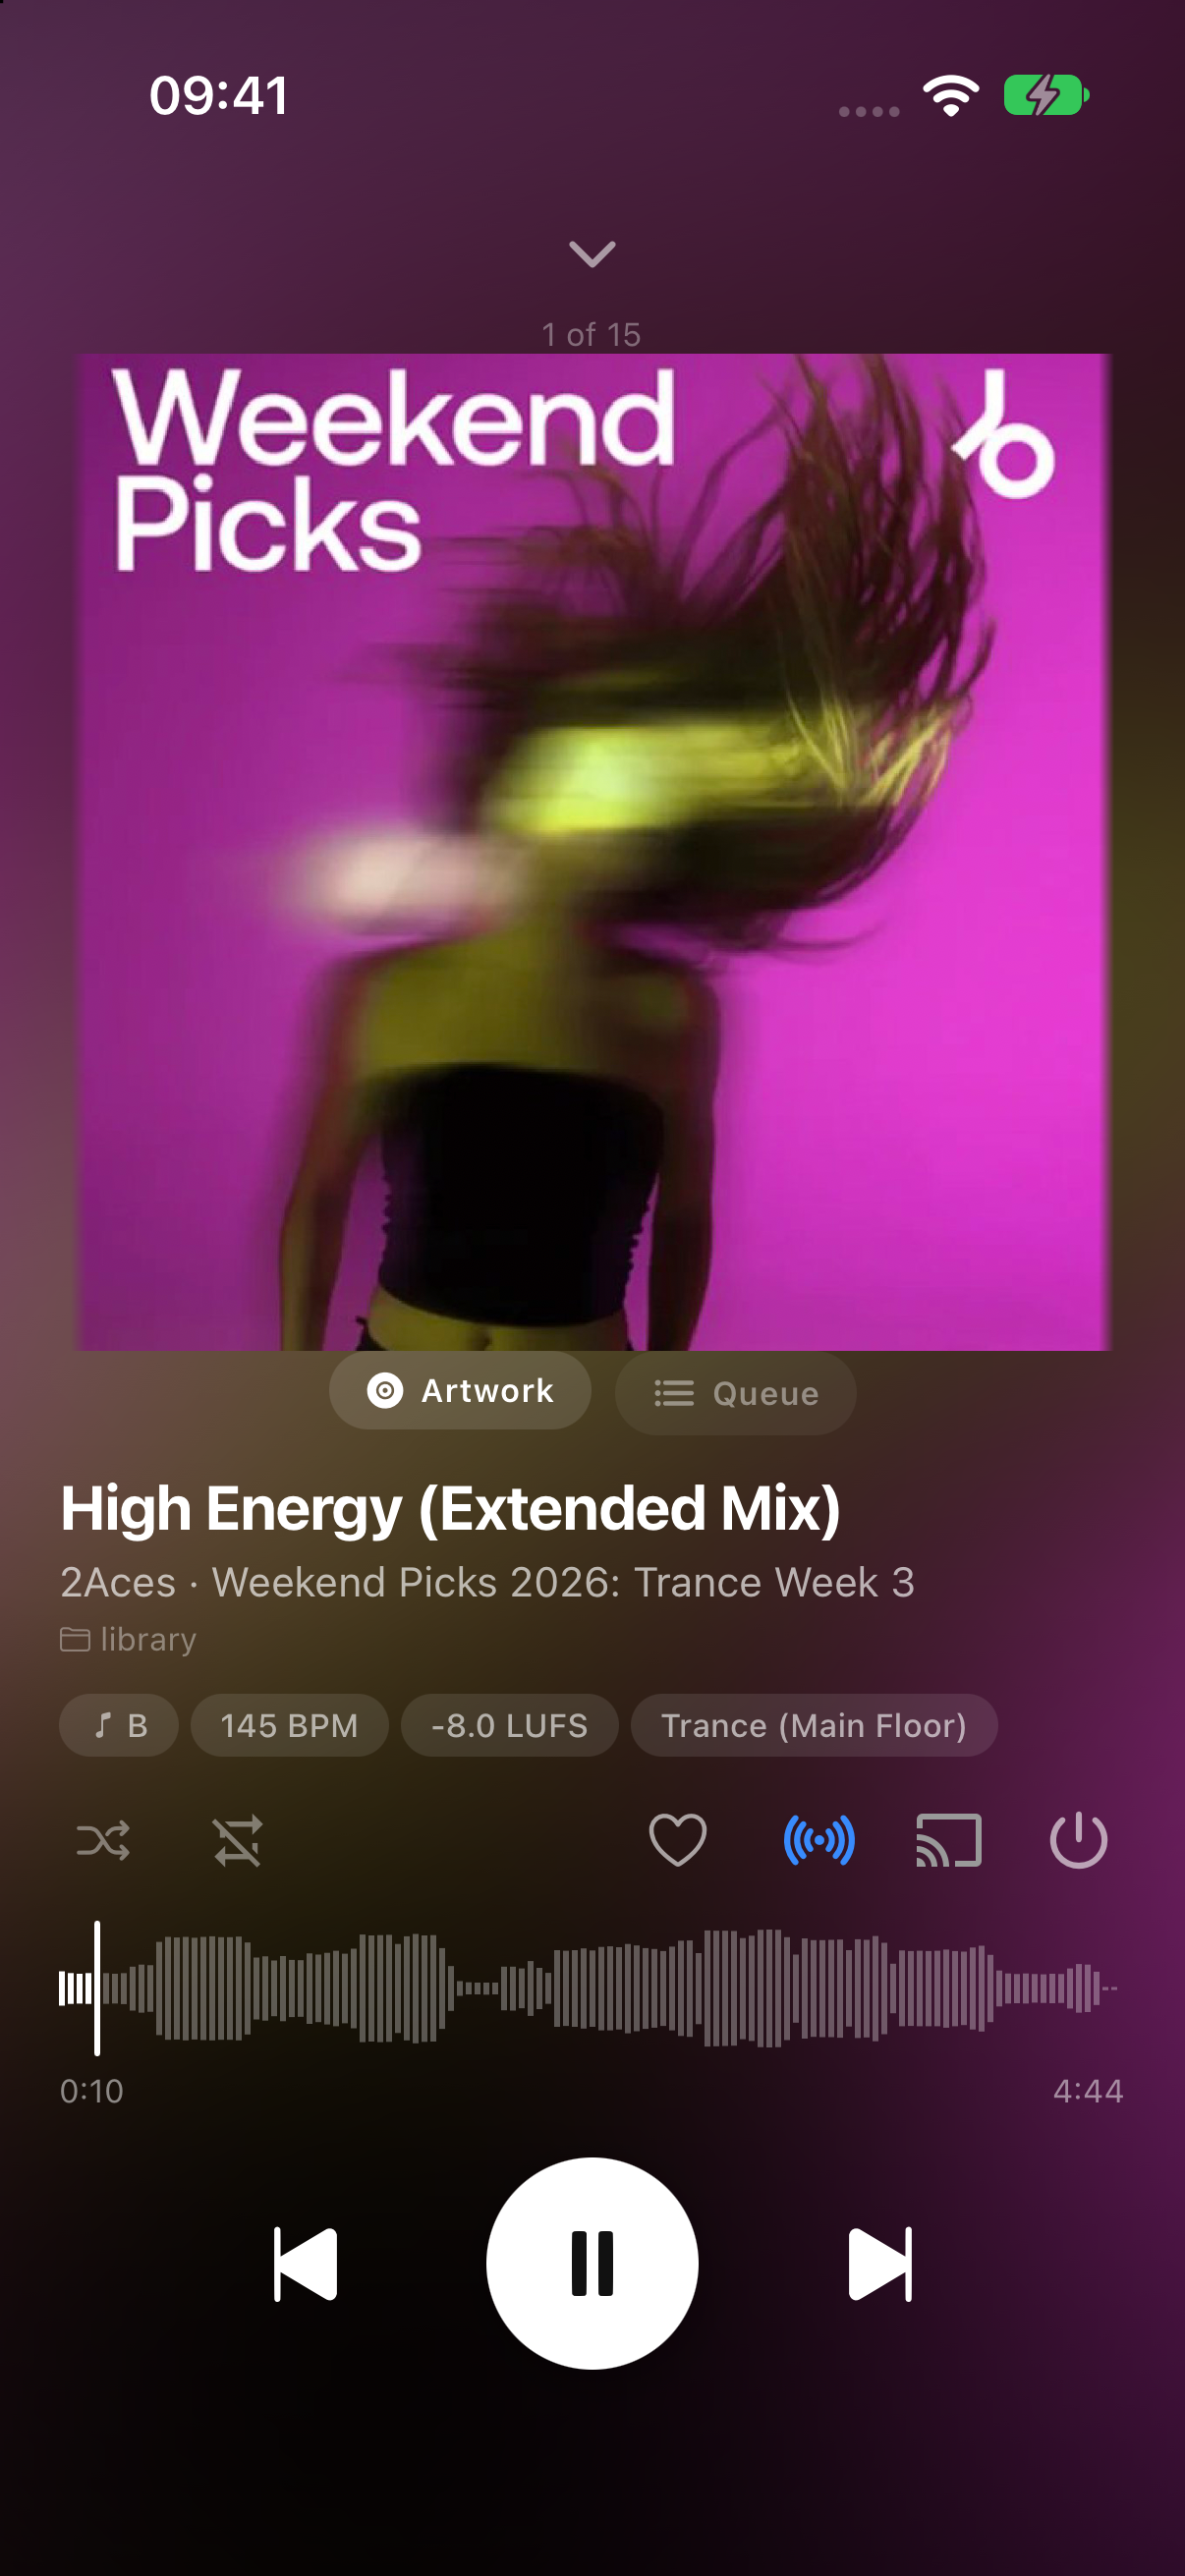 09:41
1 of 15
Weekend
Picks
Artwork
Queue
High Energy (Extended Mix)
2Aces · Weekend Picks 2026: Trance Week 3
library
B
145 BPM
-8.0 LUFS
Trance (Main Floor)
0:10
4:44